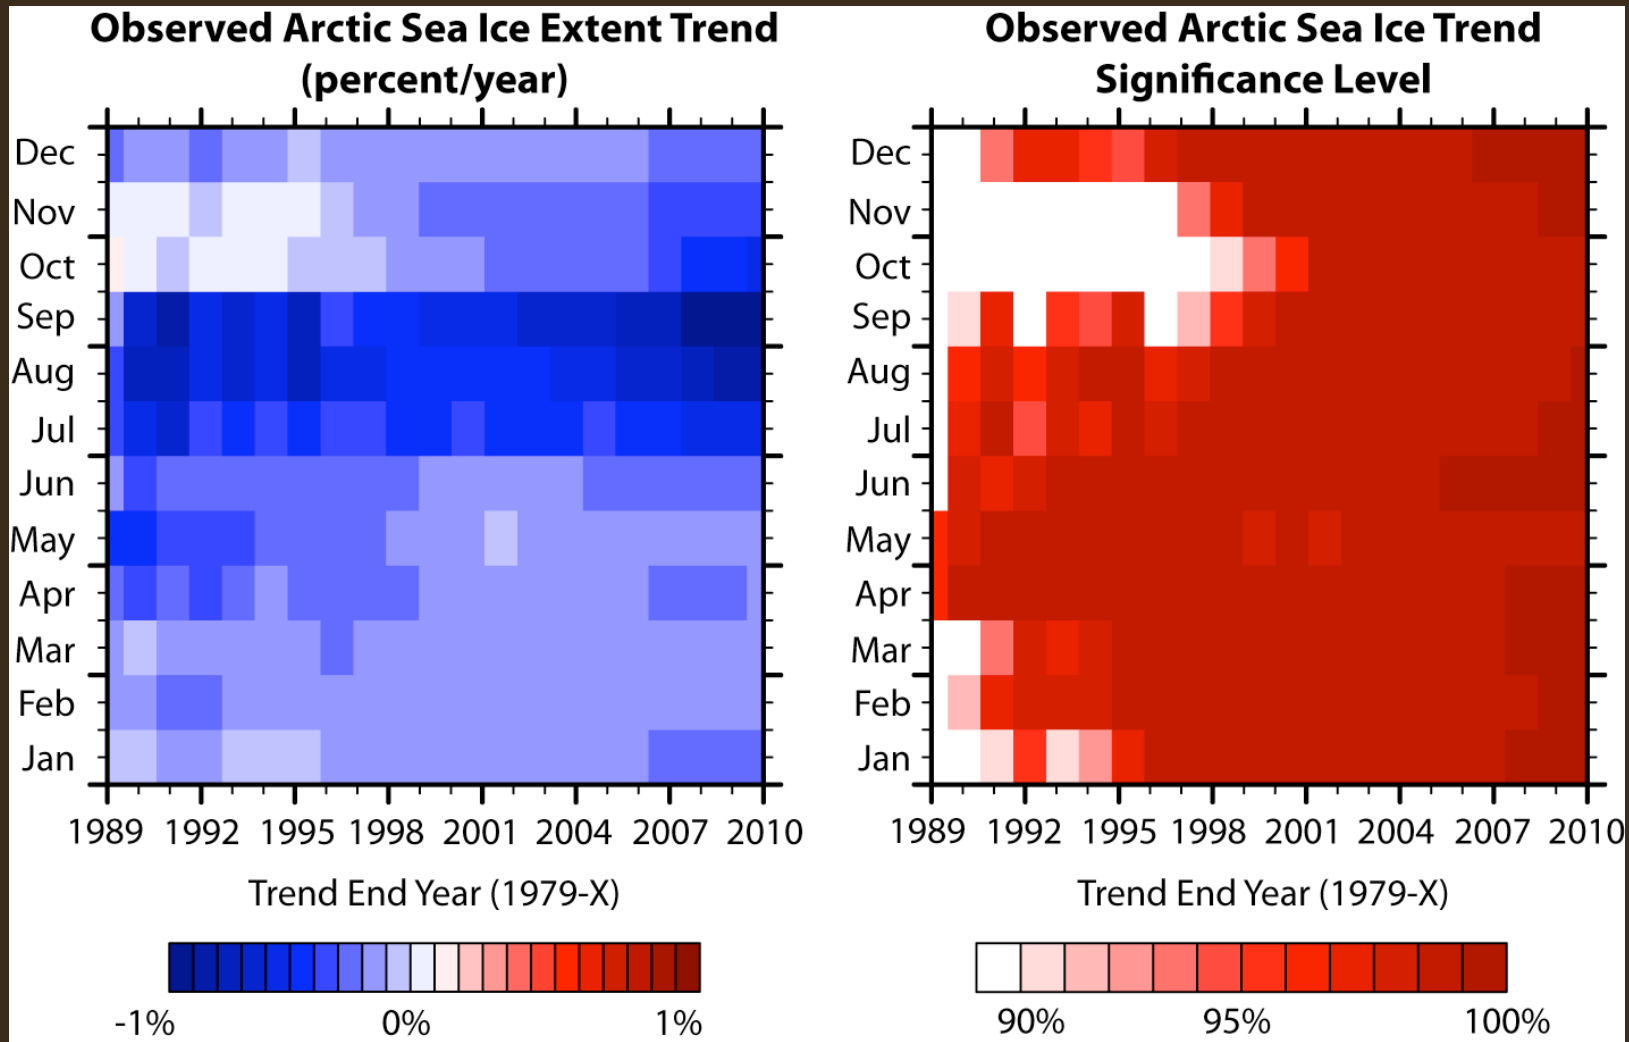 Observed Arctic Sea Ice Extent Trend
(percent/year)
Dec
Nov
Oct
Sep
Aug
Jul
Jun
May
Apr
Mar
Feb
Jan
1989 1992 1995 1998 2001 2004 2007 2010
Trend End Year (1979-X)
-1% 0% 1%
Observed Arctic Sea Ice Trend
Significance Level
Dec
Nov
Oct
Sep
Aug
Jul
Jun
May
Apr
Mar
Feb
Jan
1989 1992 1995 1998 2001 2004 2007 2010
Trend End Year (1979-X)
90% 95% 100%